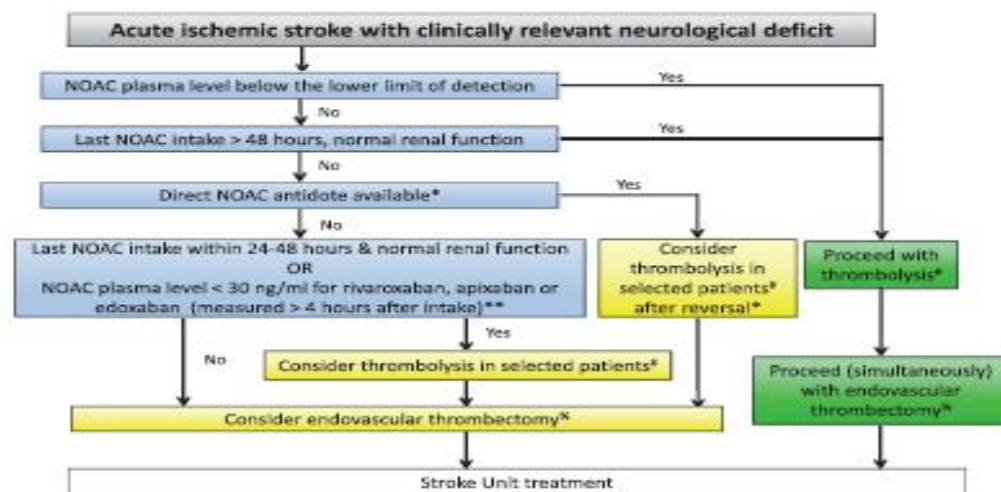 Acute ischemic stroke with clinically relevant neurological deficit
NOAC plasma level below the lower limit of detection
Yes
No
Last NOAC intake > 48 hours, normal renal function
Yes
No
Direct NOAC antidote available*
Yes
No
Last NOAC intake within 24-48 hours & normal renal function
OR
NOAC plasma level < 30 ng/ml for rivaroxaban, apixaban or
edoxaban (measured > 4 hours after intake)**
Consider
thrombolysis in
selected patients#
after reversal*
Proceed with
thrombolysis#
No
Yes
Consider thrombolysis in selected patients#
Proceed (simultaneously)
with endovascular
thrombectomy%
Consider endovascular thrombectomy%
Stroke Unit treatment